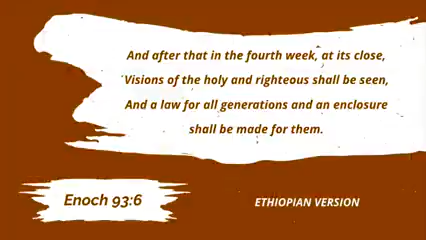 And after that in the fourth week, at its close,
Visions of the holy and righteous shall be seen,
And a law for all generations and an enclosure
shall be made for them.
Enoch 93:6
ETHIOPIAN VERSION